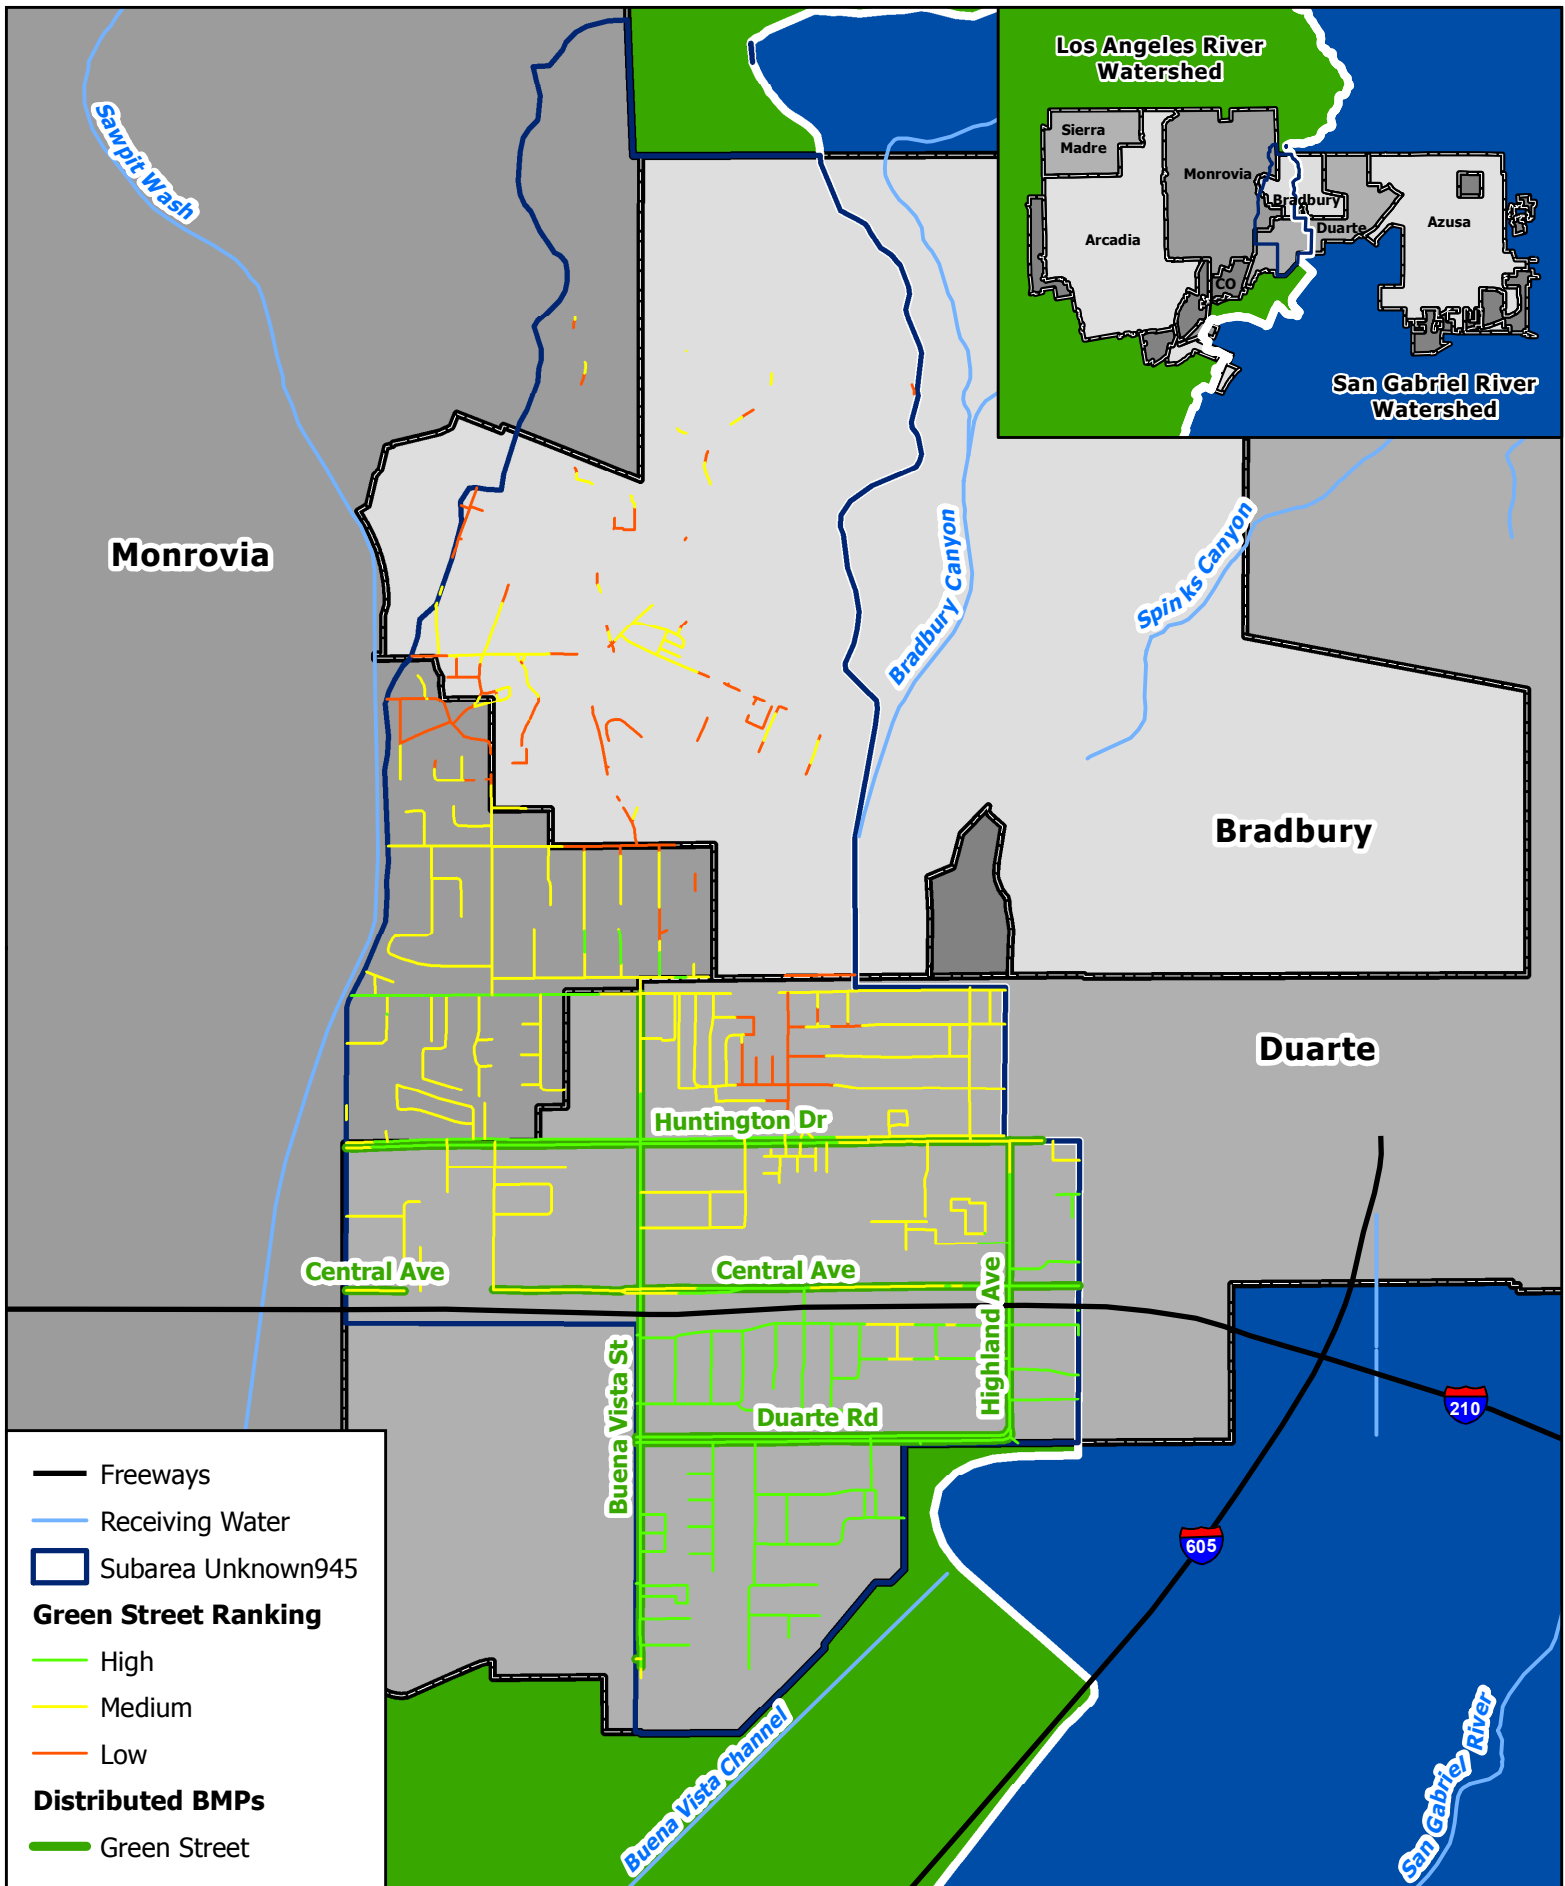 Los Angeles River
Watershed
Sierra
Madre
Monrovia
Bradbury
Arcadia
Duarte
Azusa
CO
San Gabriel River
Watershed
Sawpit Wash
Monrovia
Bradbury Canyon
Spinks Canyon
Bradbury
Duarte
Huntington Dr
Central Ave
Central Ave
Highland Ave
Buena Vista St
Duarte Rd
210
605
Buena Vista Channel
San Gabriel River
Freeways
Receiving Water
Subarea Unknown945
Green Street Ranking
High
Medium
Low
Distributed BMPs
Green Street